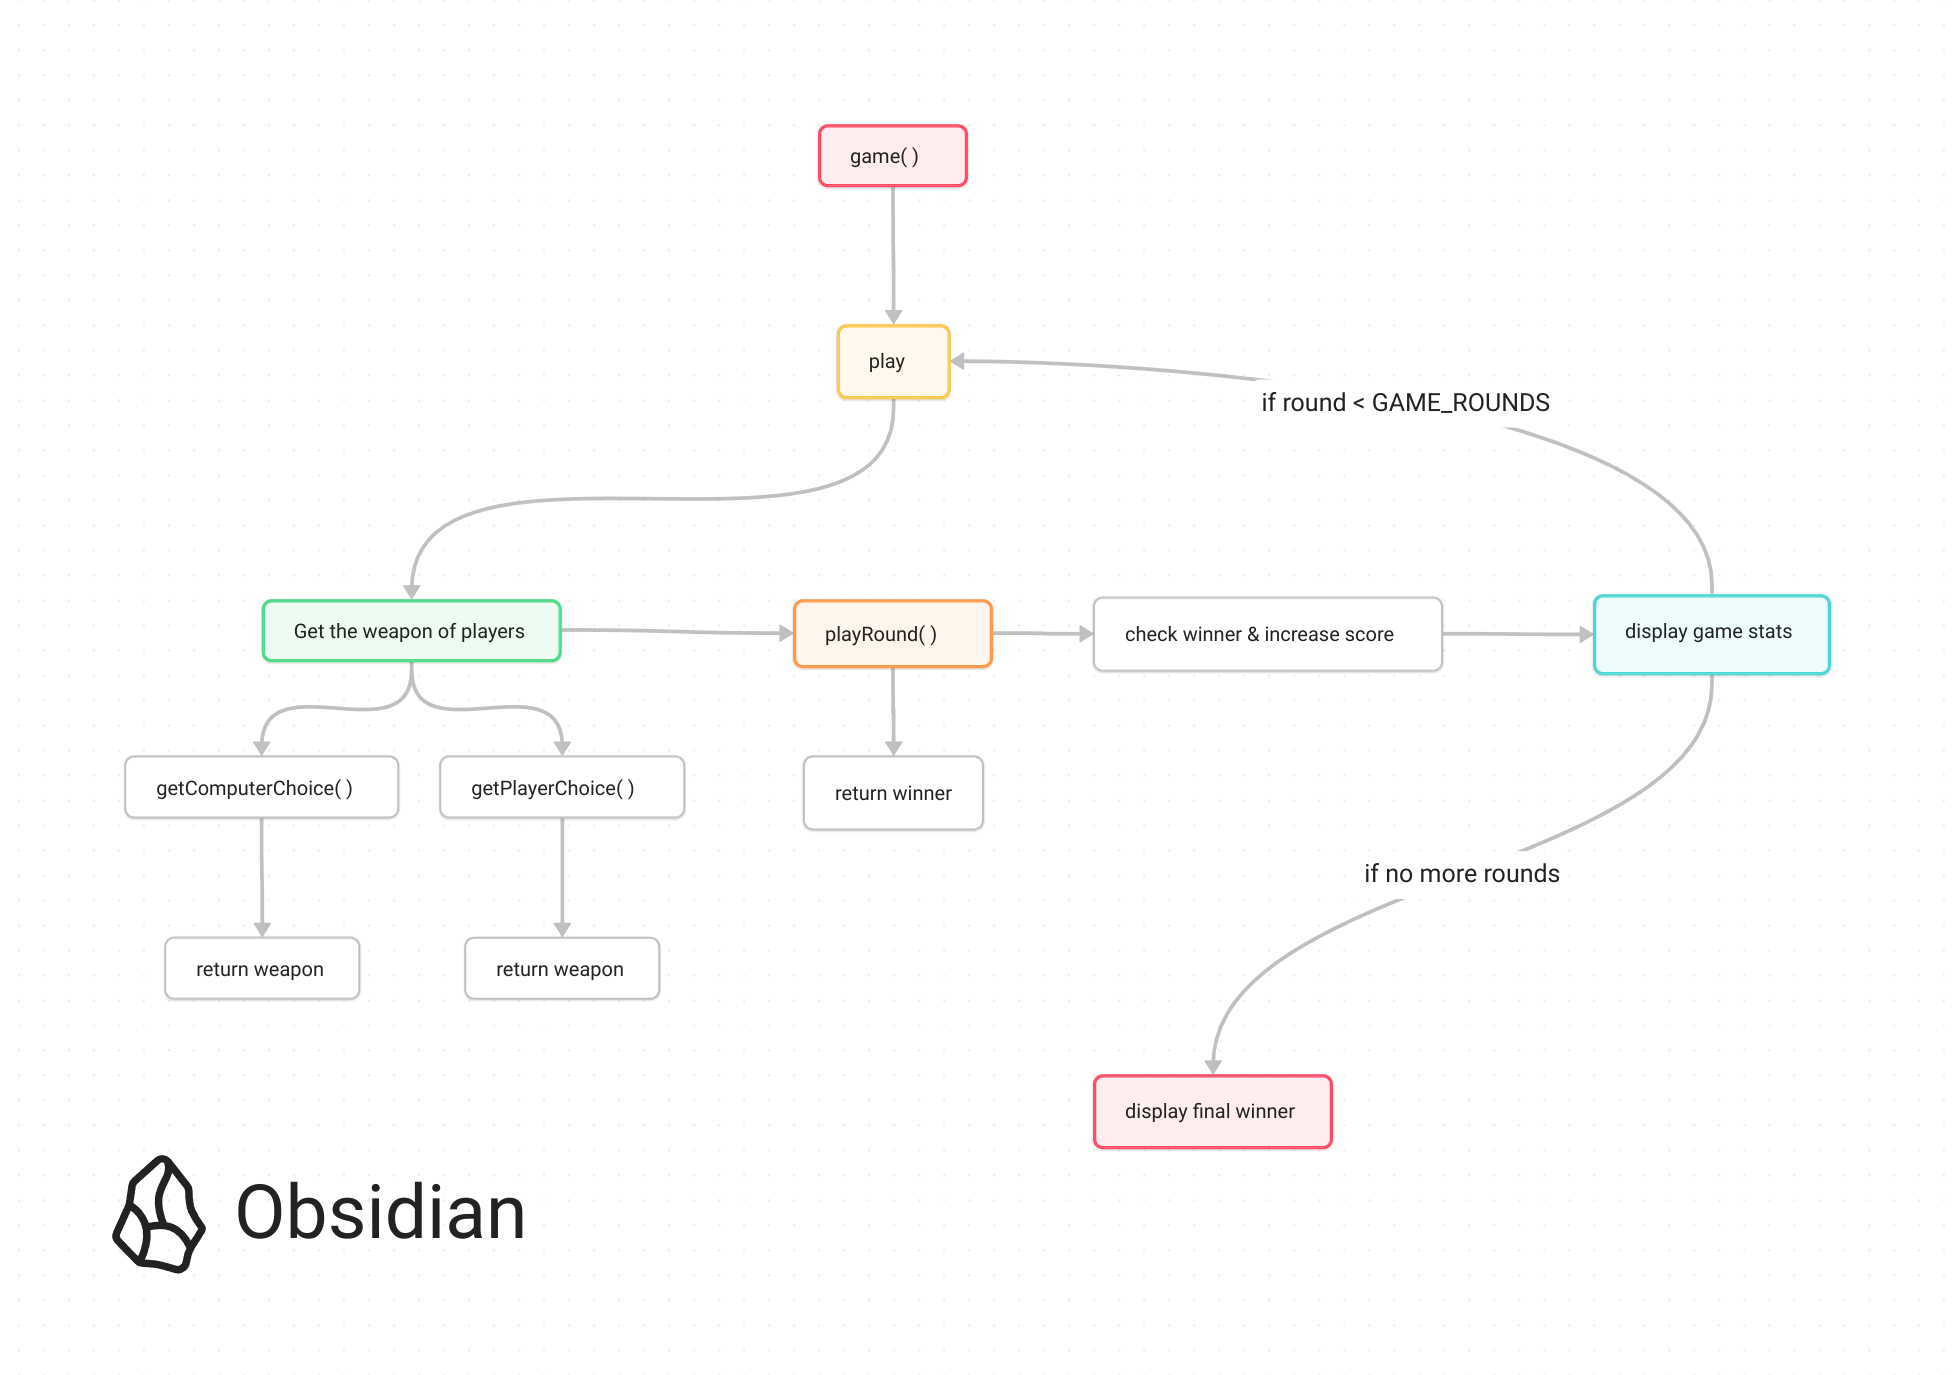 game( )
play
if round < GAME_ROUNDS
Get the weapon of players
playRound( )
check winner & increase score
display game stats
getComputerChoice( )
getPlayerChoice( )
return winner
if no more rounds
return weapon
return weapon
display final winner
Obsidian